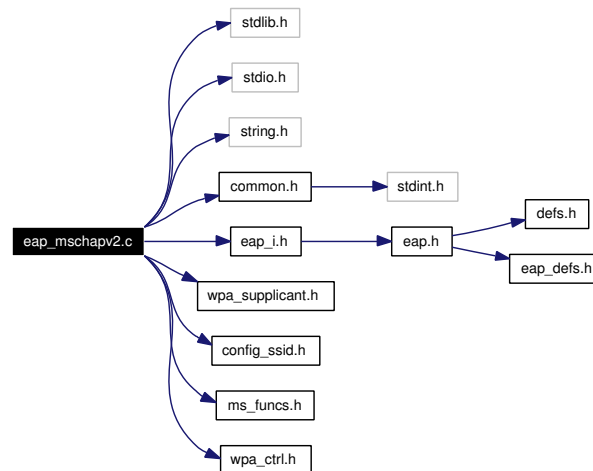 stdlib.h
stdio.h
string.h
common.h
stdint.h
eap_mschapv2.c
eap_i.h
eap.h
defs.h
eap_defs.h
wpa_supplicant.h
config_ssid.h
ms_funcs.h
wpa_ctrl.h